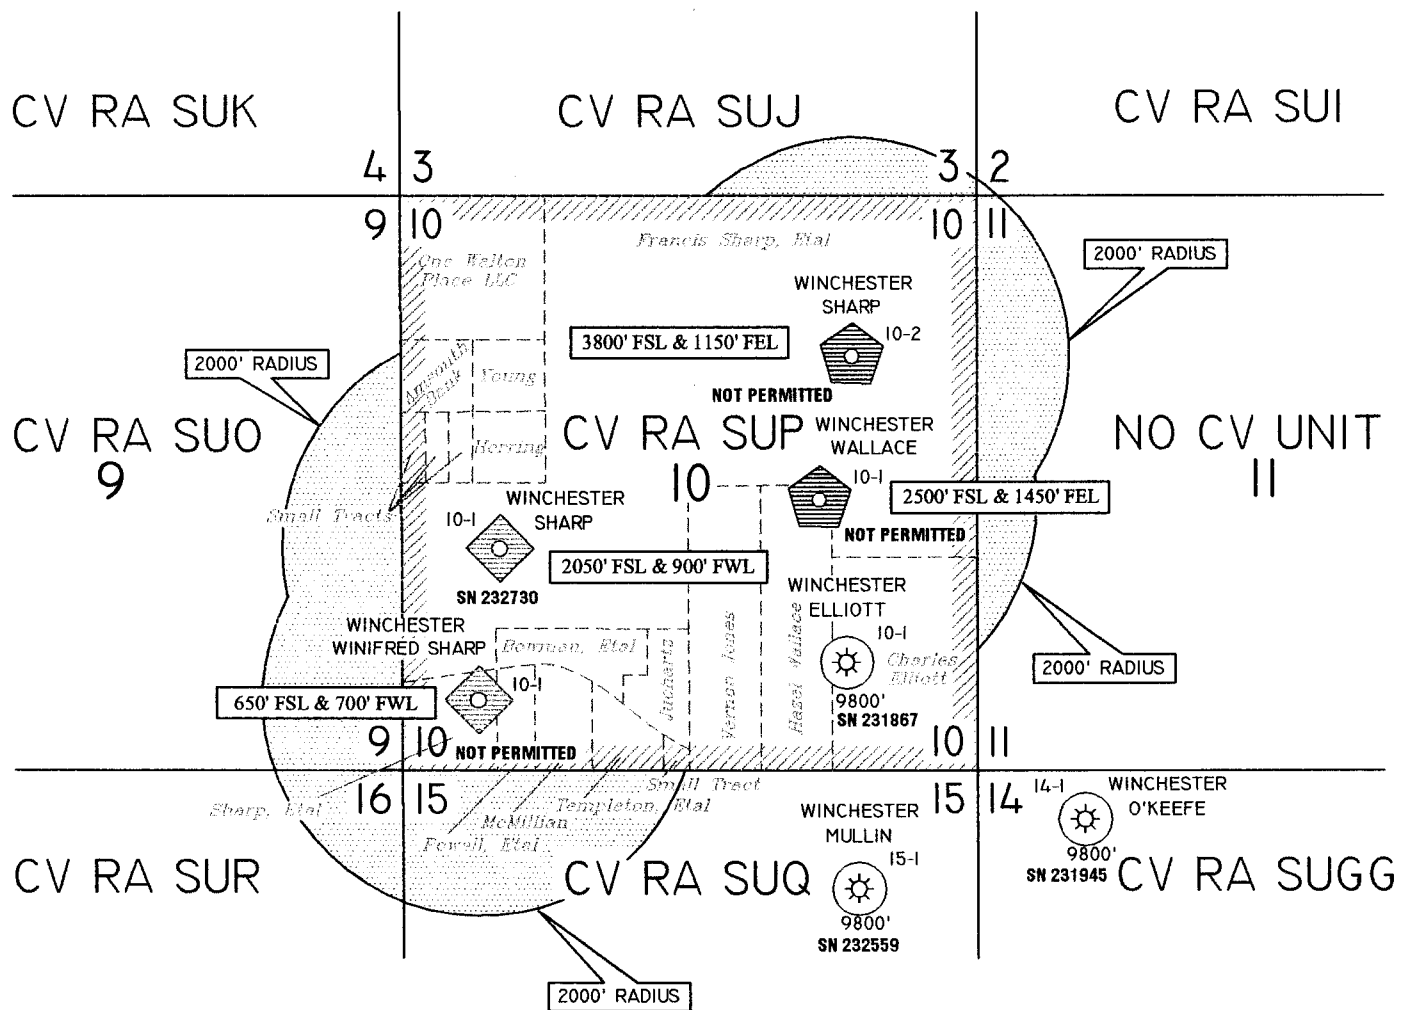 CV RA SUK
CV RA SUJ
CV RA SUI
4 3
3 2
9 10
10 11
Francis Sharp, Etal
One Walton
Place LLC
2000' RADIUS
WINCHESTER
SHARP
10-2
3800' FSL & 1150' FEL
NOT PERMITTED
2000' RADIUS
Young
Herring
CV RA SUO
9
CV RA SUP
10
WINCHESTER
WALLACE
10-1
2500' FSL & 1450' FEL
NOT PERMITTED
NO CV UNIT
11
Small Tracts
WINCHESTER
SHARP
10-1
SN 232730
2050' FSL & 900' FWL
WINCHESTER
ELLIOTT
10-1
Charles
Elliott
9800'
SN 231867
2000' RADIUS
WINCHESTER
WINIFRED SHARP
10-1
650' FSL & 700' FWL
NOT PERMITTED
Bowman, Etal
Juchartz
Vernon Jones
Hazel Wallace
9 10
10 11
16 15
15 14
Sharp, Etal
Small Tract
Templeton, Etal
McMillian
Fewell, Etal
WINCHESTER
MULLIN
15-1
9800'
SN 232559
14-1
WINCHESTER
O'KEEFE
9800'
SN 231945
CV RA SUR
CV RA SUQ
CV RA SUGG
2000' RADIUS